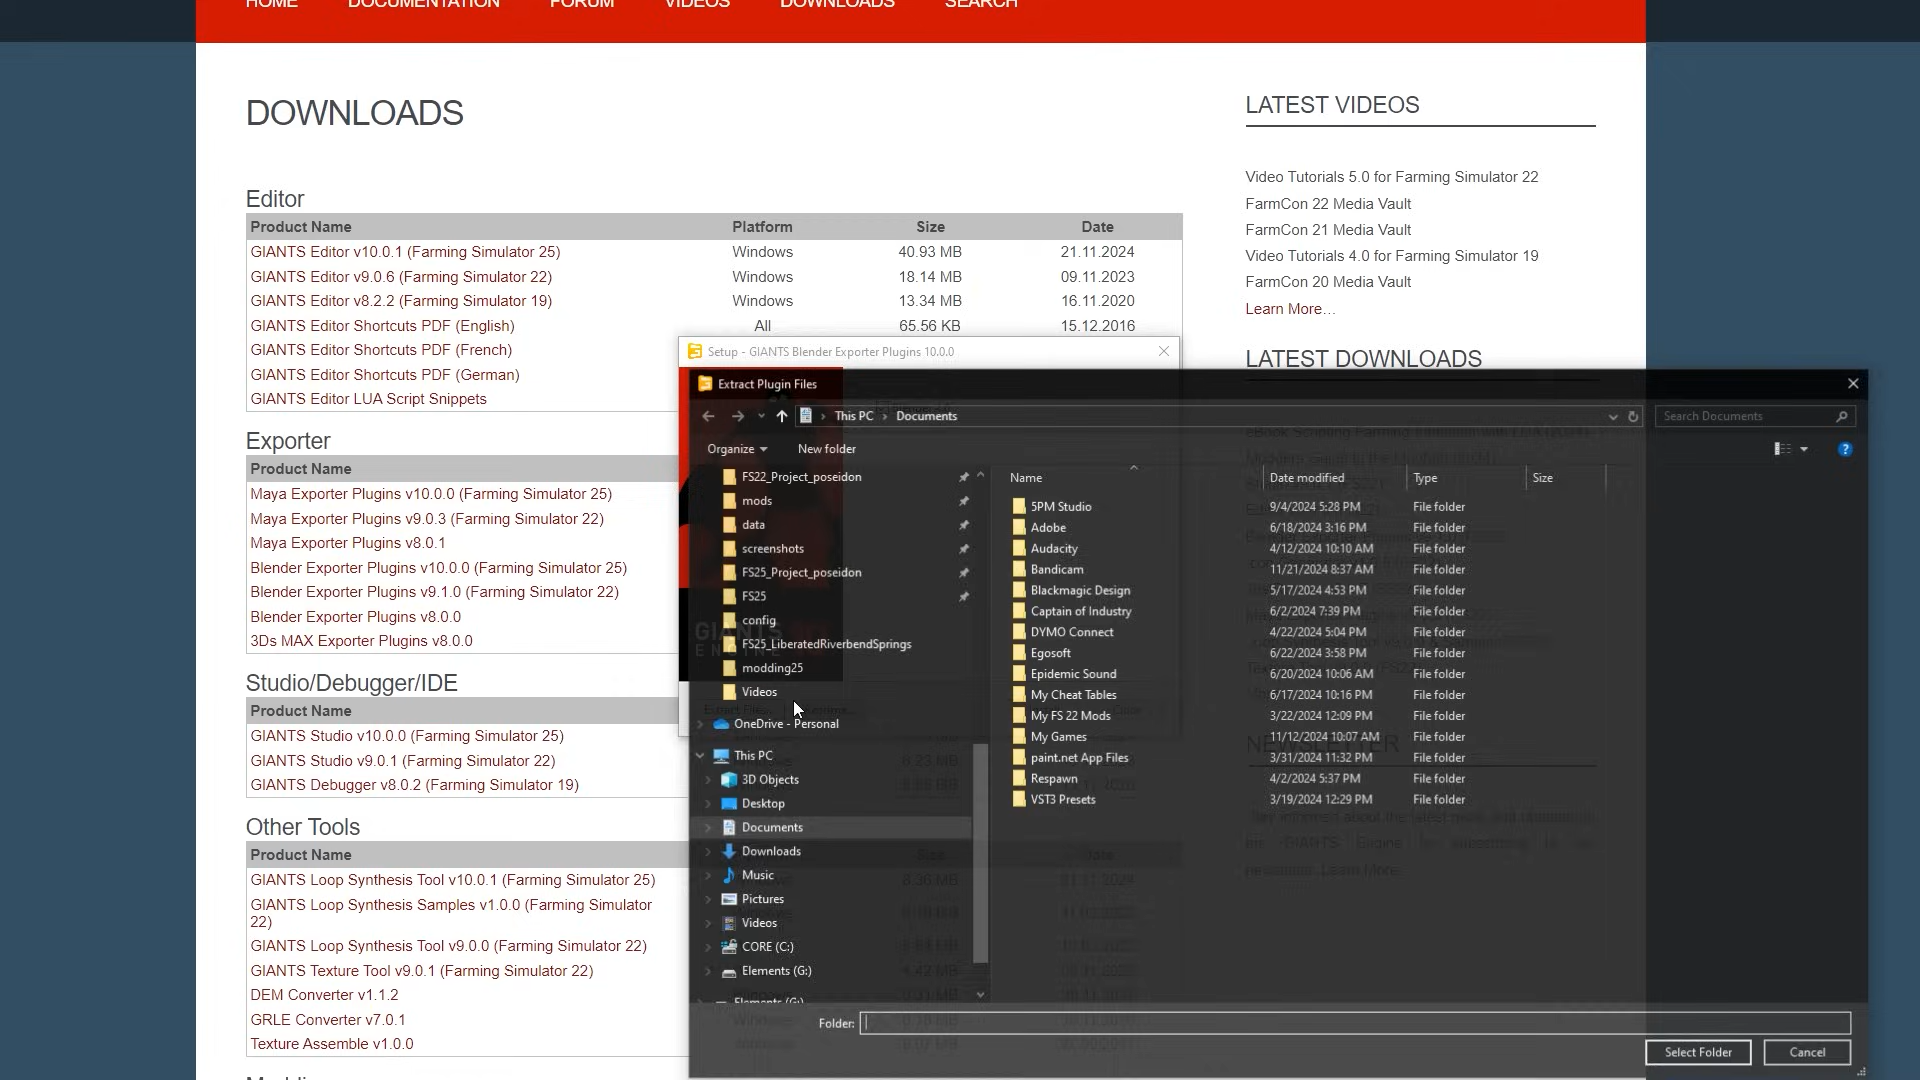 HOME DOCUMENTATION FORUM VIDEOS DOWNLOADS SEARCH
DOWNLOADS
Editor
Product Name Platform Size Date
GIANTS Editor v10.0.1 (Farming Simulator 25) Windows 40.93 MB 21.11.2024
GIANTS Editor v9.0.6 (Farming Simulator 22) Windows 18.14 MB 09.11.2023
GIANTS Editor v8.2.2 (Farming Simulator 19) Windows 13.34 MB 16.11.2020
GIANTS Editor Shortcuts PDF (English) All 65.56 KB 15.12.2016
GIANTS Editor Shortcuts PDF (French)
GIANTS Editor Shortcuts PDF (German)
GIANTS Editor LUA Script Snippets
Exporter
Product Name
Maya Exporter Plugins v10.0.0 (Farming Simulator 25)
Maya Exporter Plugins v9.0.3 (Farming Simulator 22)
Maya Exporter Plugins v8.0.1
Blender Exporter Plugins v10.0.0 (Farming Simulator 25)
Blender Exporter Plugins v9.1.0 (Farming Simulator 22)
Blender Exporter Plugins v8.0.0
3Ds MAX Exporter Plugins v8.0.0
Studio/Debugger/IDE
Product Name
GIANTS Studio v10.0.0 (Farming Simulator 25)
GIANTS Studio v9.0.1 (Farming Simulator 22)
GIANTS Debugger v8.0.2 (Farming Simulator 19)
Other Tools
Product Name
GIANTS Loop Synthesis Tool v10.0.1 (Farming Simulator 25)
GIANTS Loop Synthesis Samples v1.0.0 (Farming Simulator
22)
GIANTS Loop Synthesis Tool v9.0.0 (Farming Simulator 22)
GIANTS Texture Tool v9.0.1 (Farming Simulator 22)
DEM Converter v1.1.2
GRLE Converter v7.0.1
Texture Assemble v1.0.0
LATEST VIDEOS
Video Tutorials 5.0 for Farming Simulator 22
FarmCon 22 Media Vault
FarmCon 21 Media Vault
Video Tutorials 4.0 for Farming Simulator 19
FarmCon 20 Media Vault
Learn More…
LATEST DOWNLOADS
NEWSLETTER
Setup - GIANTS Blender Exporter Plugins 10.0.0
Extract Plugin Files
This PC Documents
Search Documents
Organize New folder
FS22_Project_poseidon
mods
data
screenshots
FS25_Project_poseidon
FS25
config
FS25_LiberatedRiverbendSprings
modding25
Videos
OneDrive - Personal
This PC
3D Objects
Desktop
Documents
Downloads
Music
Pictures
Videos
CORE (C:)
Elements (G:)
Elements (G:)
GIANTS
ENGINE
Name Date modified Type Size
5PM Studio 9/4/2024 5:28 PM File folder
Adobe 6/18/2024 3:16 PM File folder
Audacity 4/12/2024 10:10 AM File folder
Bandicam 11/21/2024 8:37 AM File folder
Blackmagic Design 5/17/2024 4:53 PM File folder
Captain of Industry 6/2/2024 7:39 PM File folder
DYMO Connect 4/22/2024 5:04 PM File folder
Egosoft 6/22/2024 3:58 PM File folder
Epidemic Sound 6/20/2024 10:06 AM File folder
My Cheat Tables 6/17/2024 10:16 PM File folder
My FS 22 Mods 3/22/2024 12:09 PM File folder
My Games 11/12/2024 10:07 AM File folder
paint.net App Files 3/31/2024 11:32 PM File folder
Respawn 4/2/2024 5:37 PM File folder
VST3 Presets 3/19/2024 12:29 PM File folder
Folder:
Select Folder Cancel